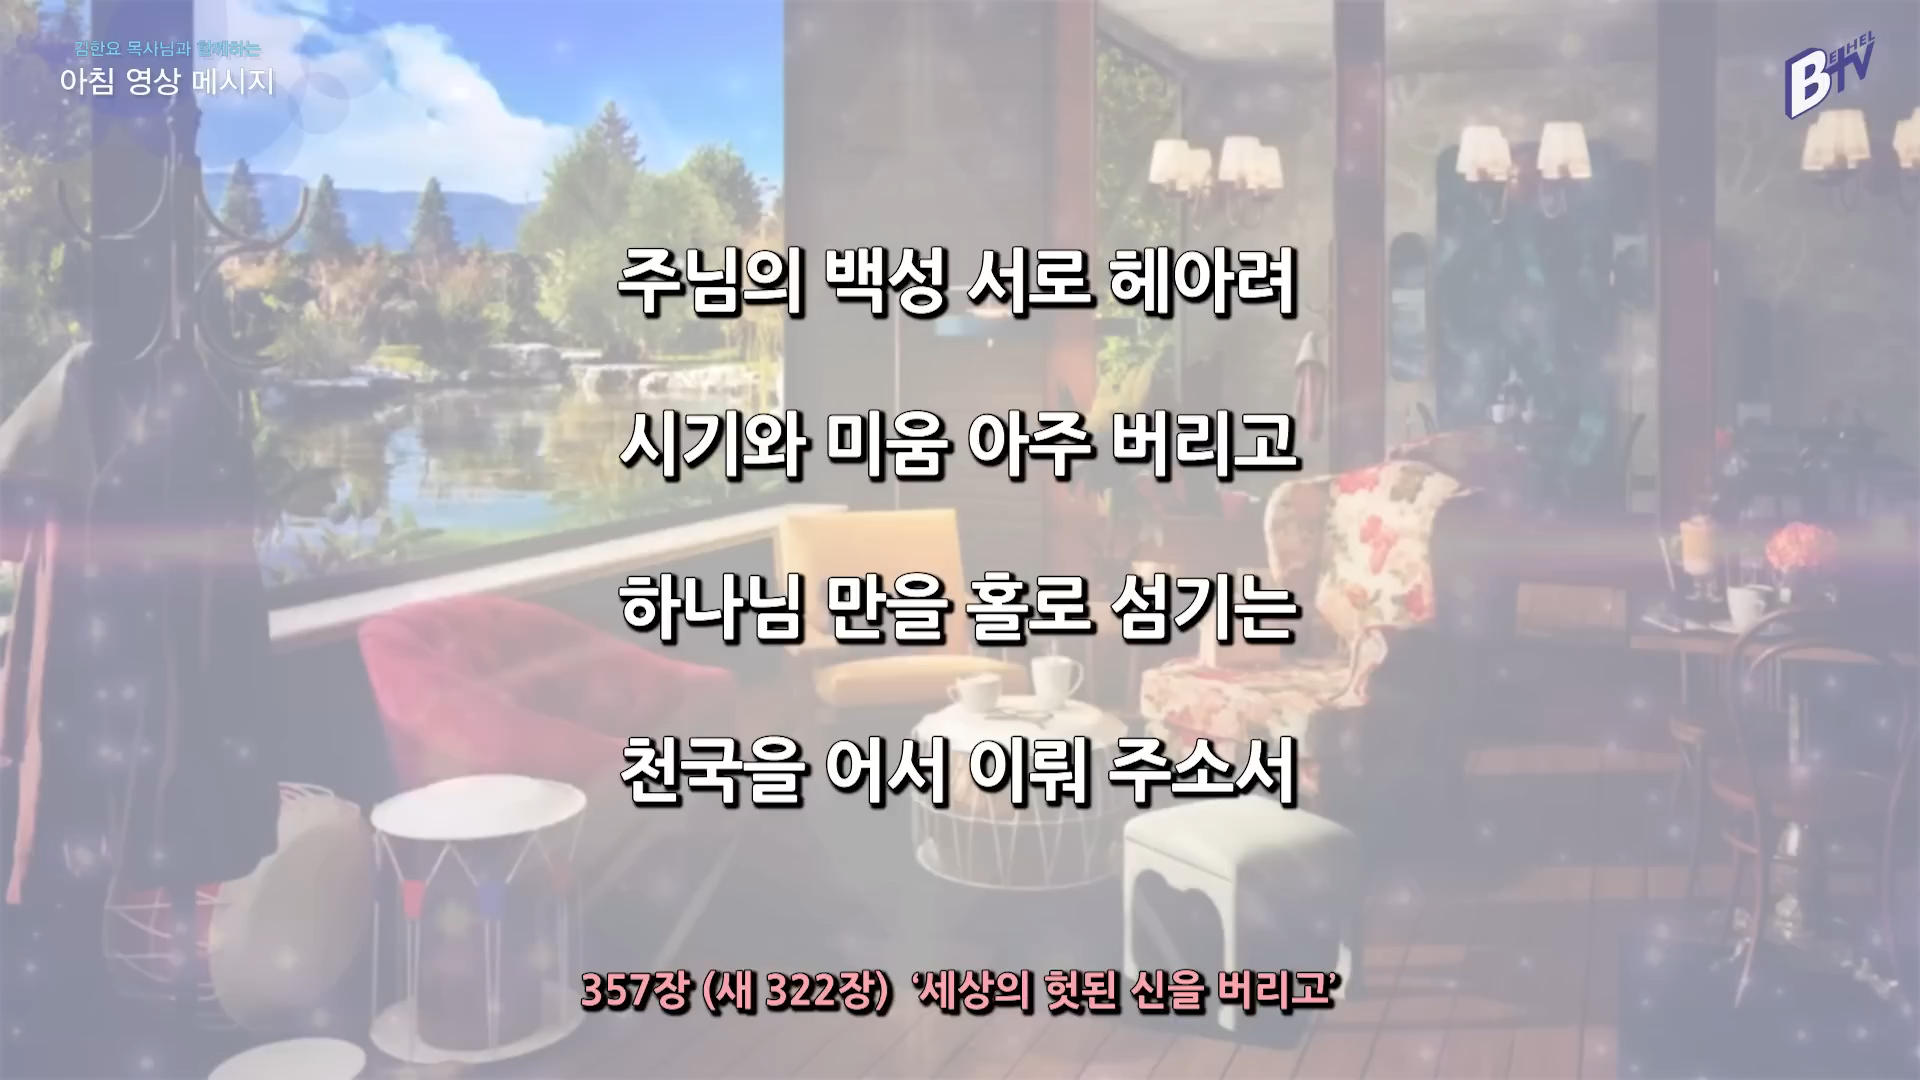 김한요 목사님과 함께하는
아침 영상 메시지
BETHEL TV
주님의 백성 서로 헤아려
시기와 미움 아주 버리고
하나님 만을 홀로 섬기는
천국을 어서 이뤄 주소서
357장 (새 322장) ‘세상의 헛된 신을 버리고’